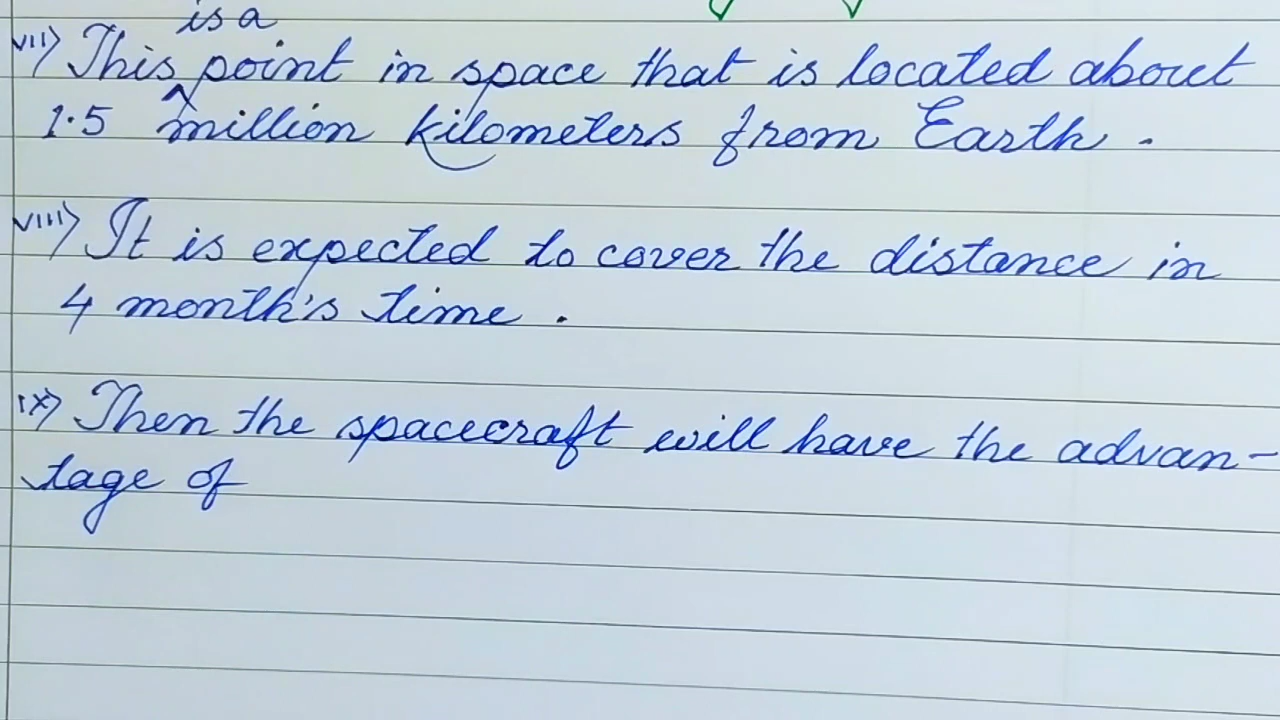 is a
vii) This ^ point in space that is located about
1.5 million kilometers from Earth.
viii) It is expected to cover the distance in
4 month's time.
ix) Then the spacecraft will have the advan-
tage of